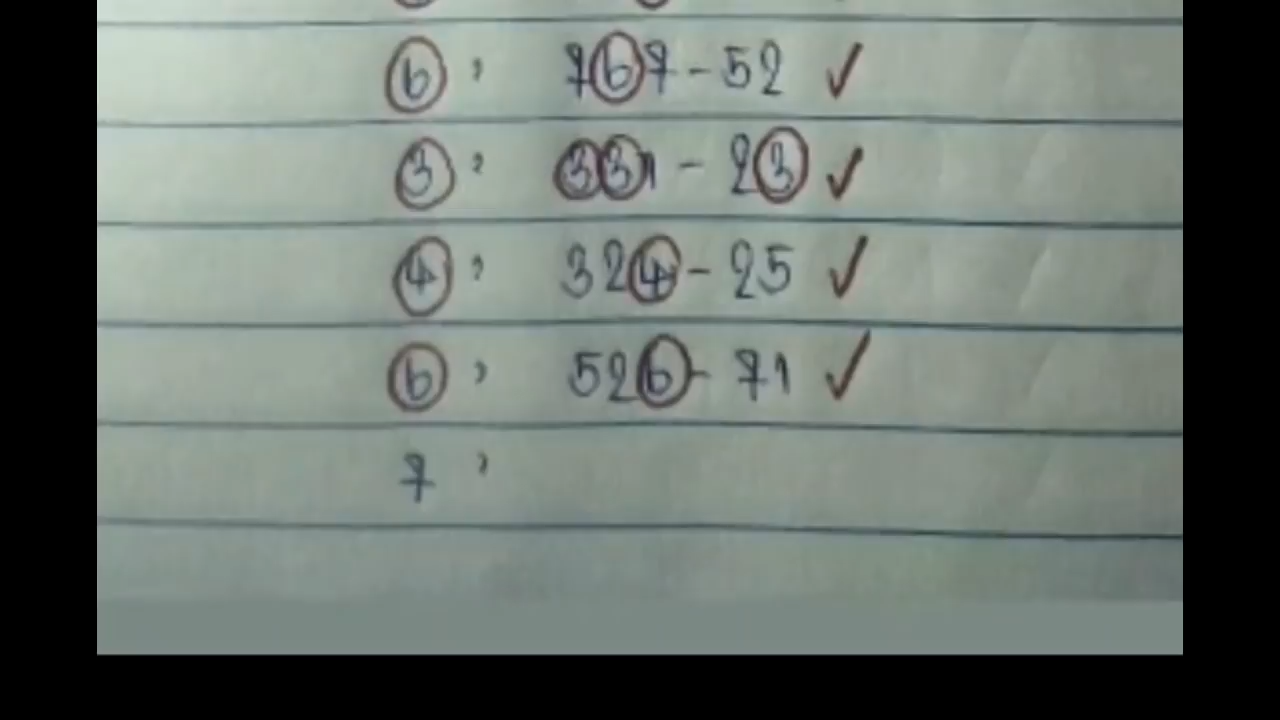 6 , 767 - 52 ✓
3 , 331 - 23 ✓
4 , 324 - 25 ✓
6 , 526 - 71 ✓
7 ,